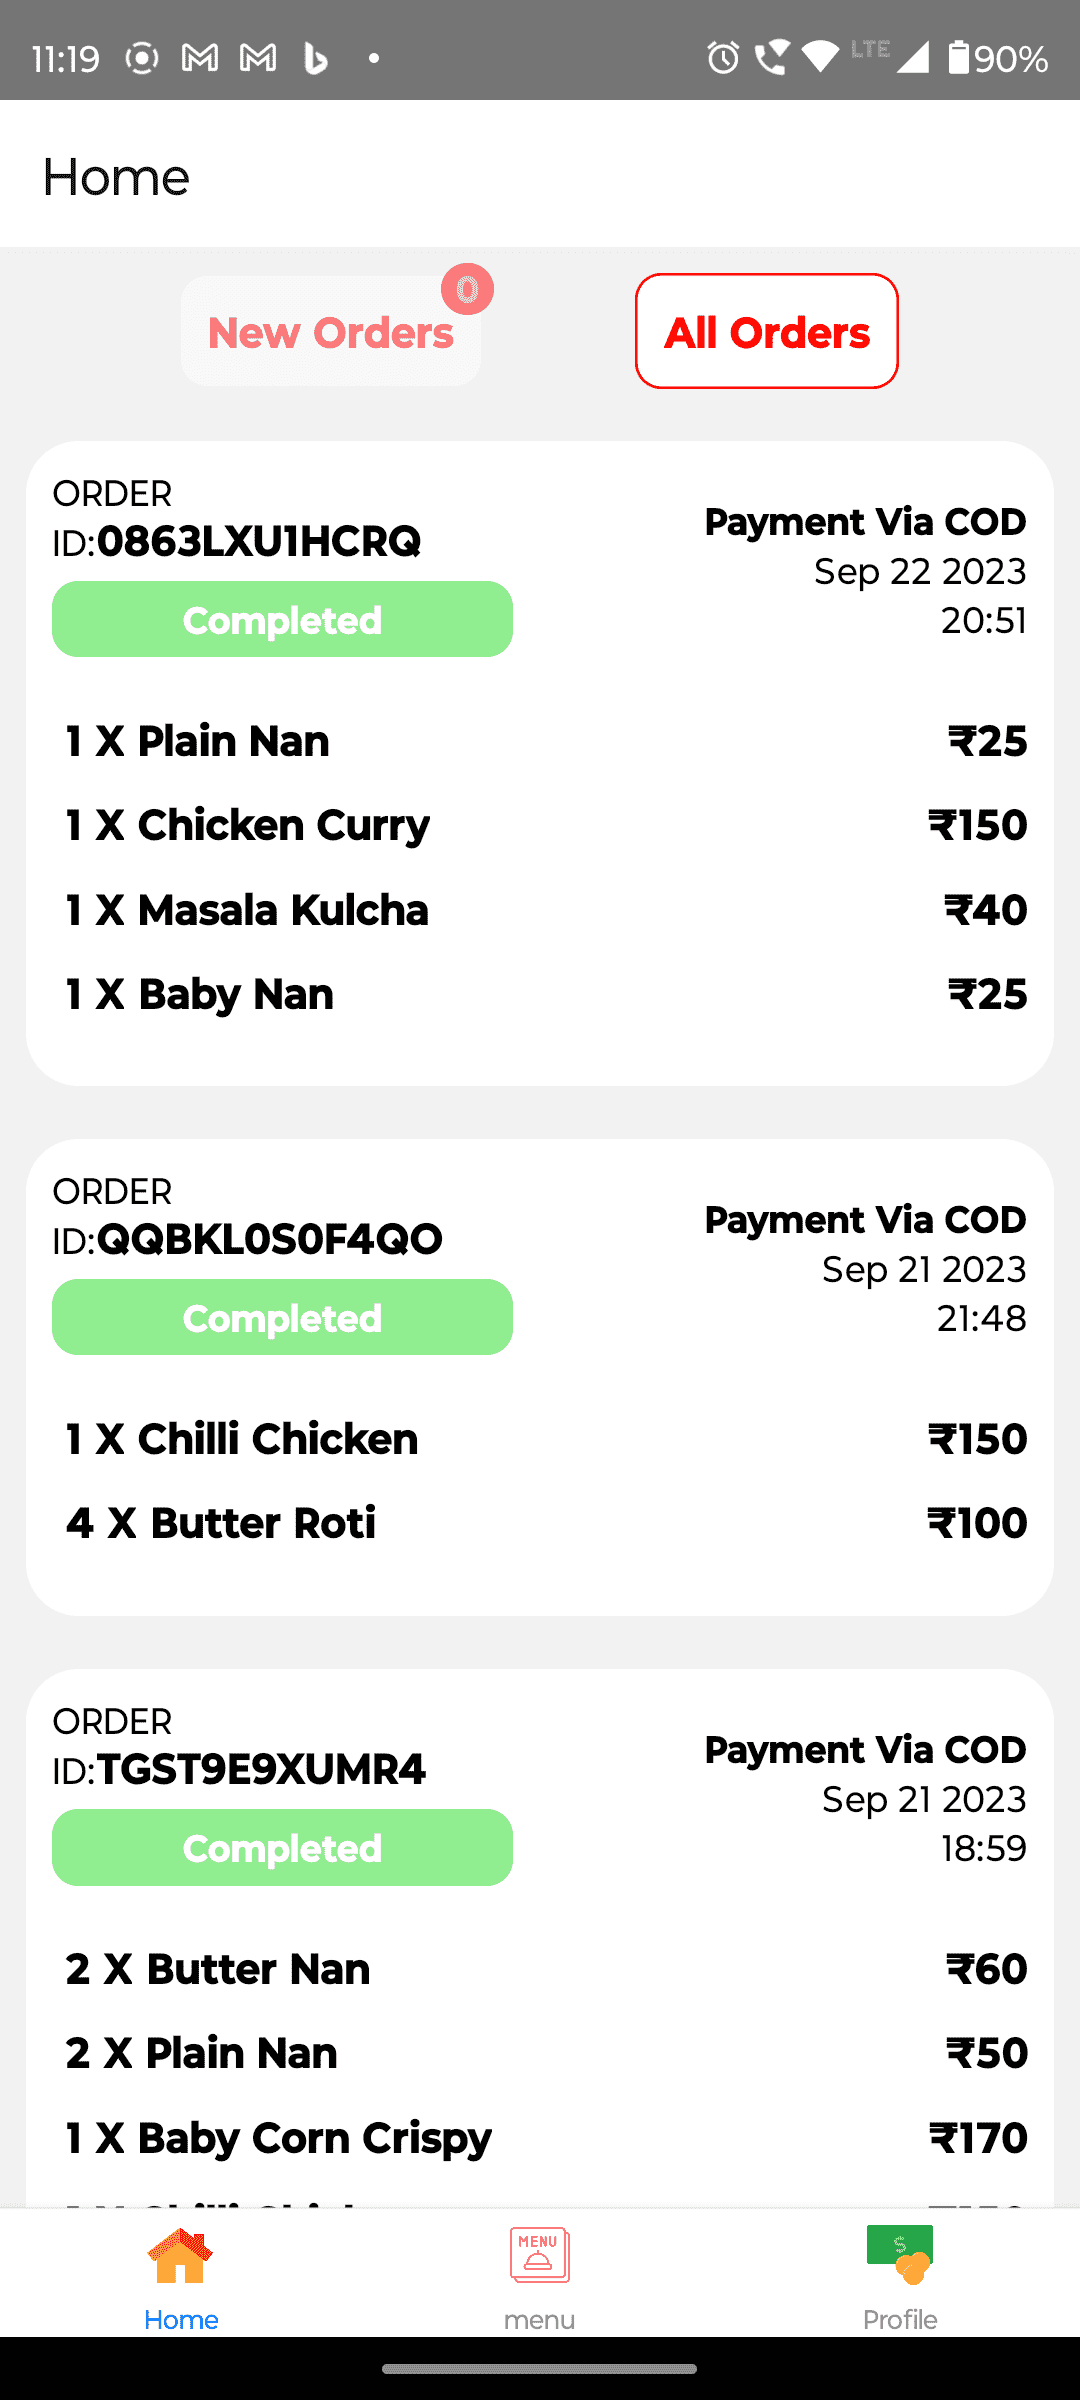 11:19
LTE
90%
Home
0
New Orders
All Orders
ORDER
ID:0863LXU1HCRQ
Payment Via COD
Sep 22 2023
20:51
Completed
1 X Plain Nan ₹25
1 X Chicken Curry ₹150
1 X Masala Kulcha ₹40
1 X Baby Nan ₹25
ORDER
ID:QQBKL0S0F4QO
Payment Via COD
Sep 21 2023
21:48
Completed
1 X Chilli Chicken ₹150
4 X Butter Roti ₹100
ORDER
ID:TGST9E9XUMR4
Payment Via COD
Sep 21 2023
18:59
Completed
2 X Butter Nan ₹60
2 X Plain Nan ₹50
1 X Baby Corn Crispy ₹170
MENU
$
Home
menu
Profile